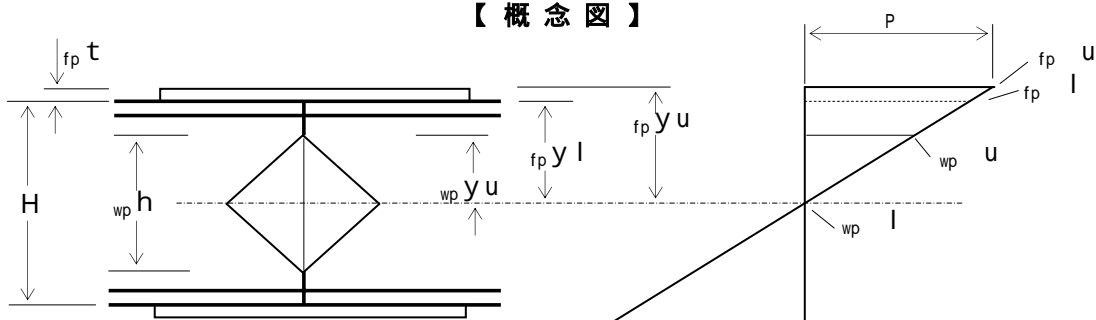 【 概 念 図 】
P
fp t
fp u
fp l
fp y u
fp y l
wp u
wp y u
H
wp h
wp l